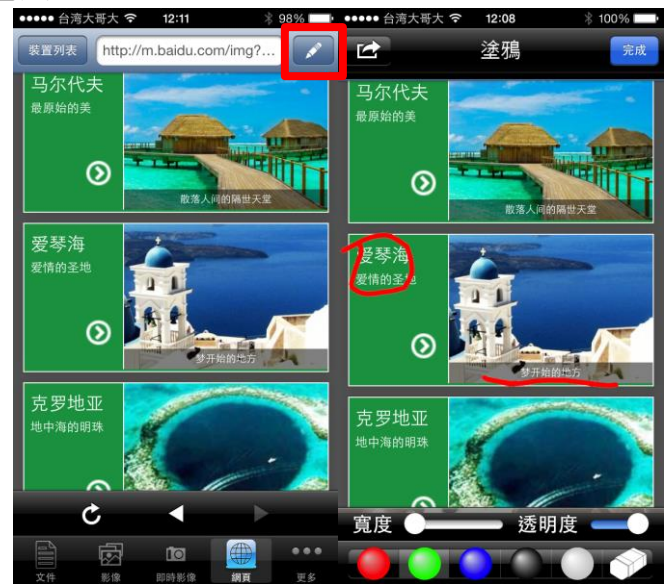 ●●●●● 台湾大哥大 12:11 98%
裝置列表 http://m.baidu.com/img?...
马尔代夫
最原始的美
散落人间的隔世天堂
爱琴海
爱情的圣地
梦开始的地方
克罗地亚
地中海的明珠
文件 影像 即時影像 網頁 更多
●●●●● 台湾大哥大 12:08 100%
塗鴉 完成
马尔代夫
最原始的美
散落人间的隔世天堂
爱琴海
爱情的圣地
梦开始的地方
克罗地亚
地中海的明珠
寬度 透明度